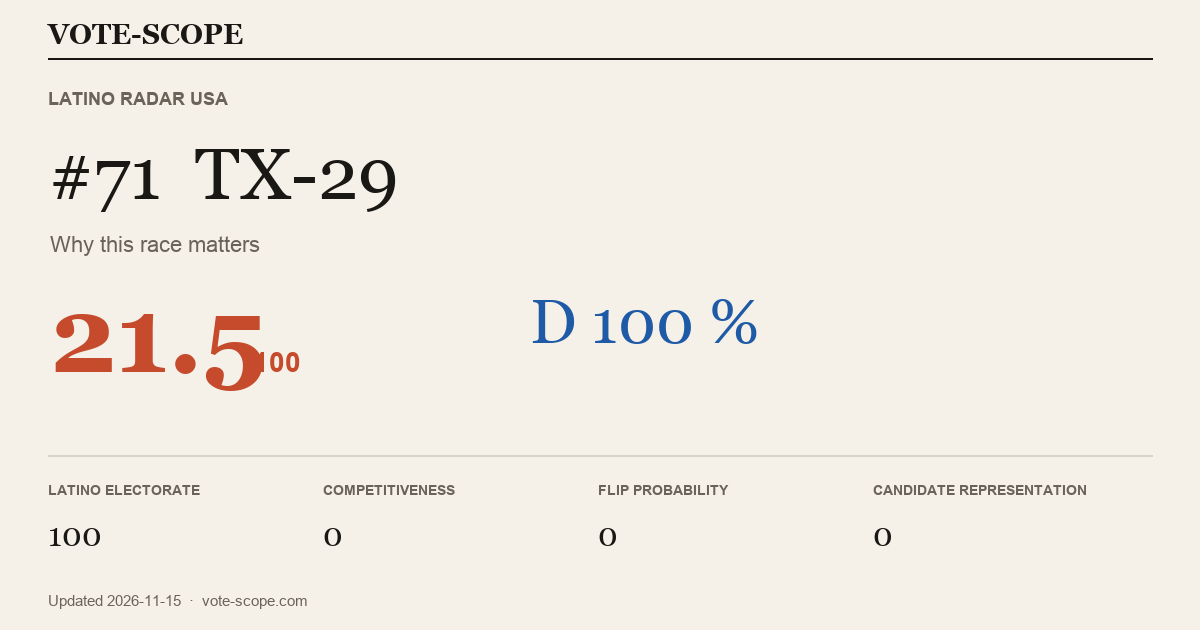 VOTE-SCOPE
LATINO RADAR USA
#71 TX-29
Why this race matters
21.5
D 100 %
LATINO ELECTORATE COMPETITIVENESS FLIP PROBABILITY CANDIDATE REPRESENTATION
100 0 0 0
Updated 2026-11-15 · vote-scope.com